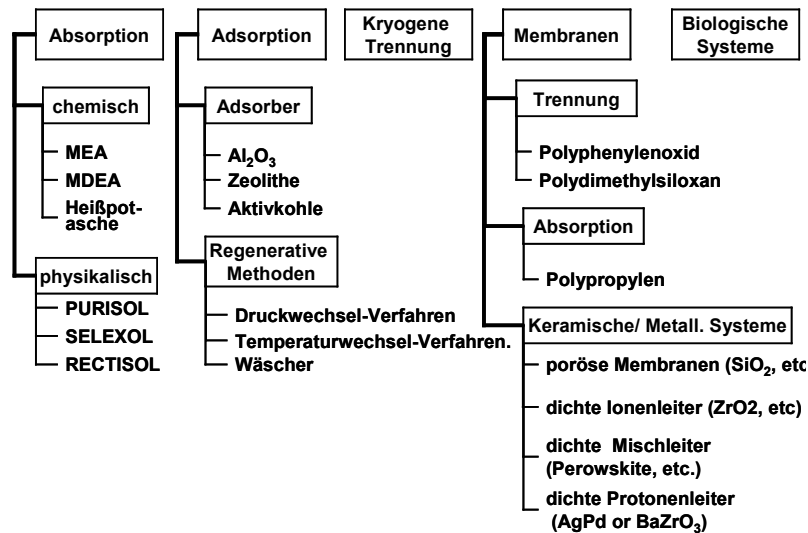 Absorption
chemisch
MEA
MDEA
Heißpot-
asche
physikalisch
PURISOL
SELEXOL
RECTISOL
Adsorption
Adsorber
Al₂O₃
Zeolithe
Aktivkohle
Regenerative
Methoden
Druckwechsel-Verfahren
Temperaturwechsel-Verfahren.
Wäscher
Kryogene
Trennung
Membranen
Trennung
Polyphenylenoxid
Polydimethylsiloxan
Absorption
Polypropylen
Keramische/ Metall. Systeme
poröse Membranen (SiO₂, etc
dichte Ionenleiter (ZrO2, etc)
dichte Mischleiter
(Perowskite, etc.)
dichte Protonenleiter
(AgPd or BaZrO₃)
Biologische
Systeme